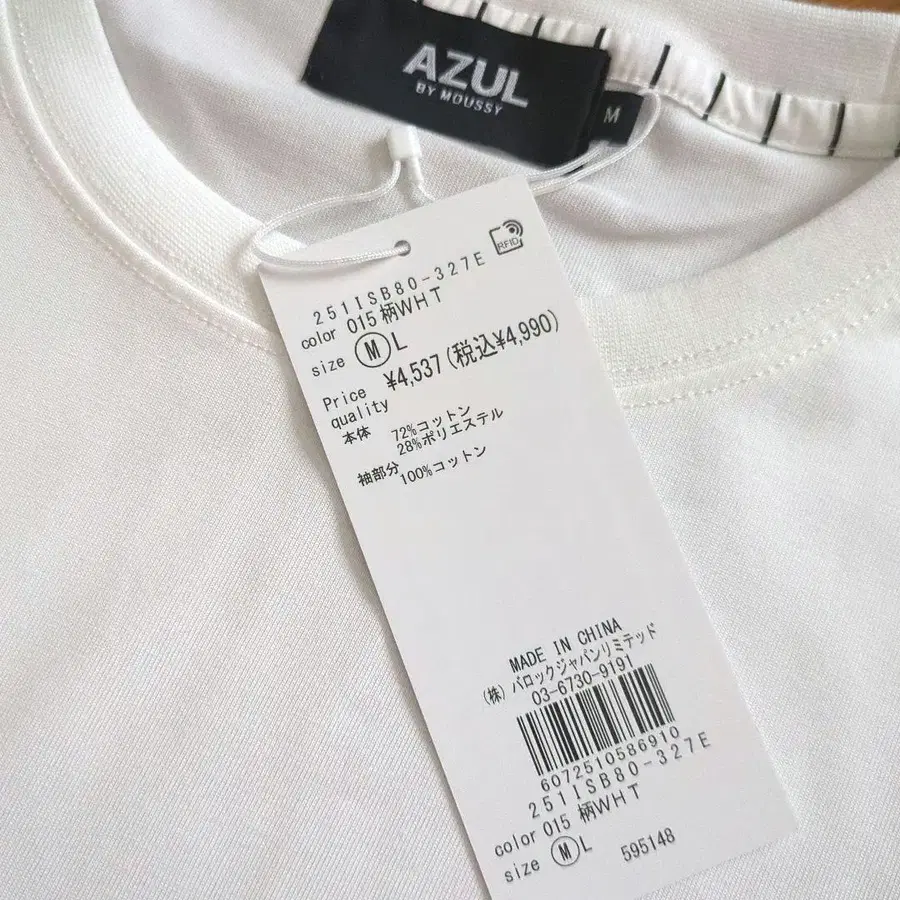 AZUL
BY MOUSSY
M
RFID
251ISB80-327E
color 015 柄WHT
size M L
Price ¥4,537(税込¥4,990)
quality
本体 72%コットン
28%ポリエステル
袖部分 100%コットン
MADE IN CHINA
(株)バロックジャパンリミテッド
03-6730-9191
6072510586910
251ISB80-327E
color 015 柄WHT
size M L 595148